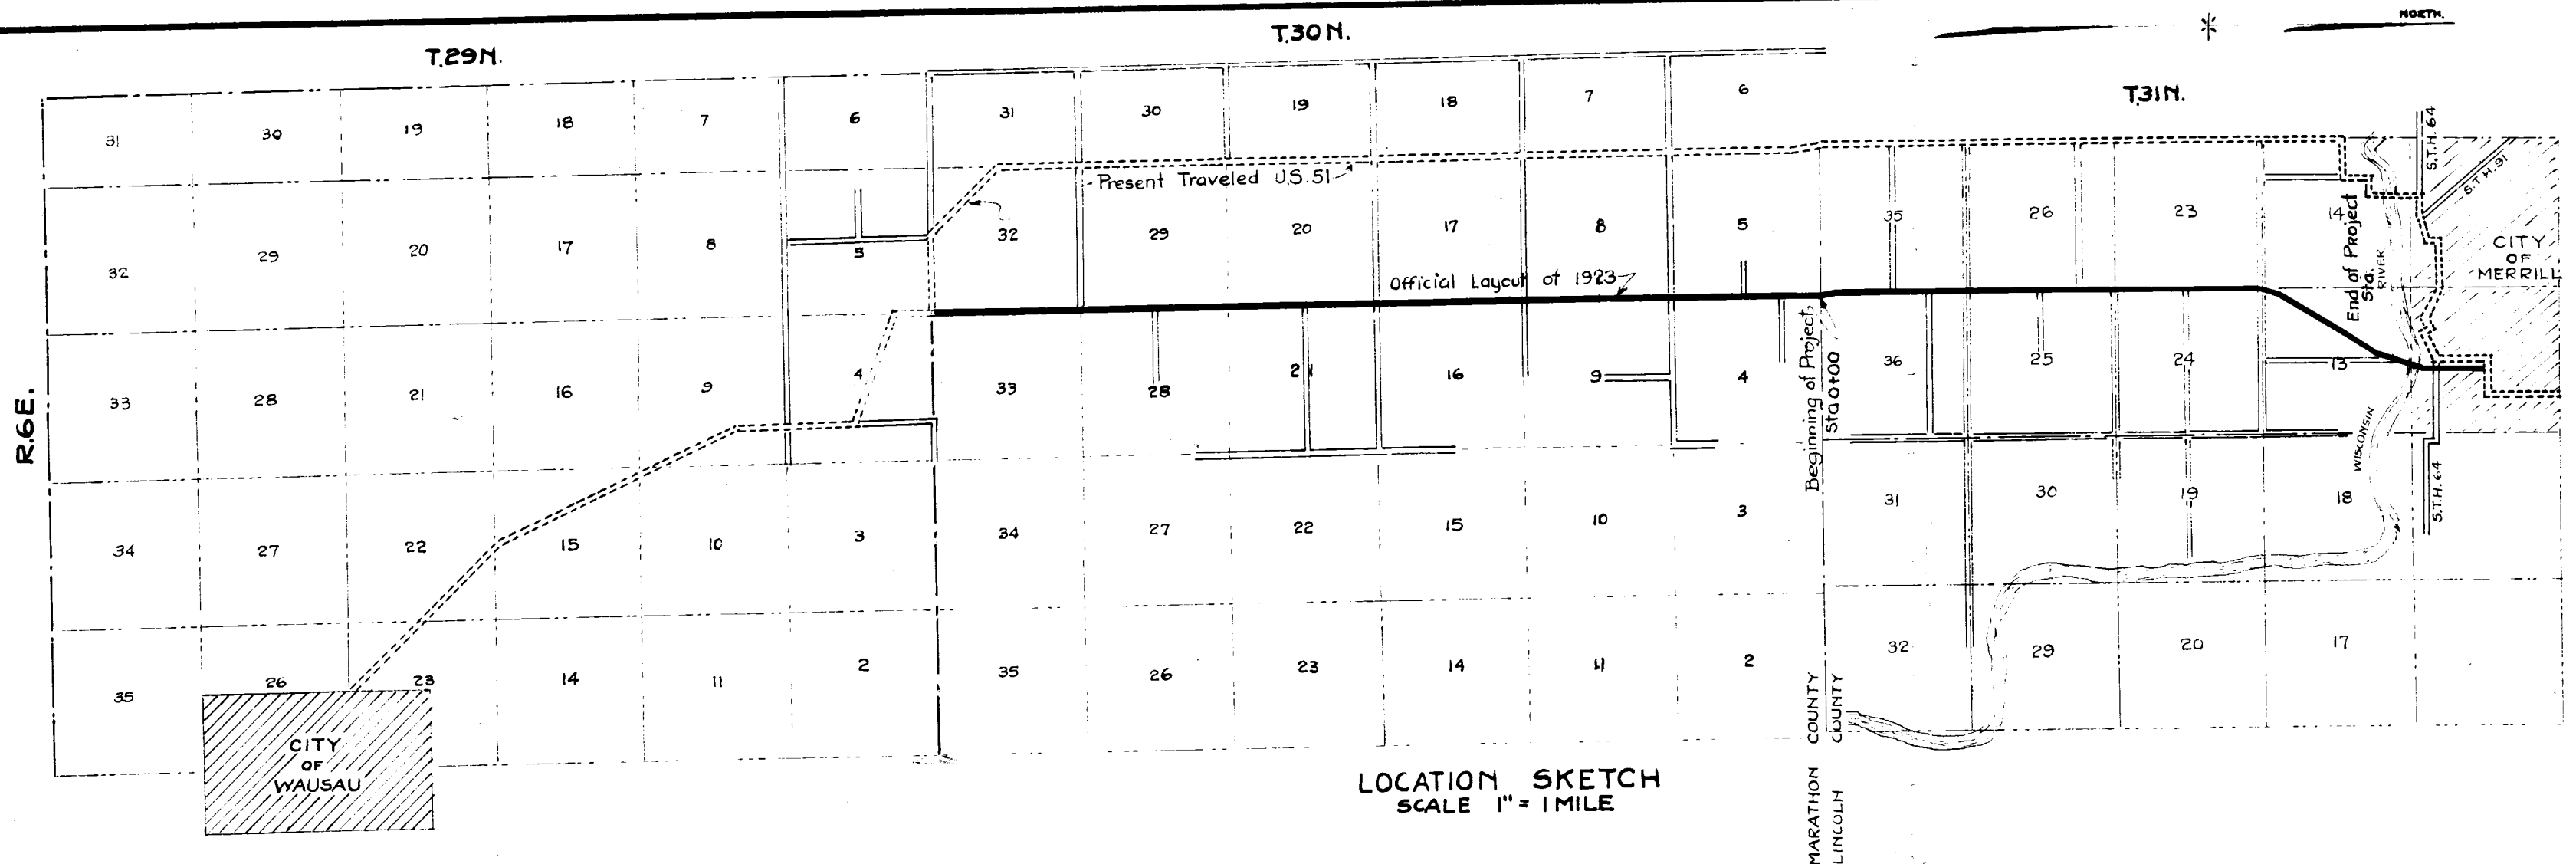 NORTH.
T.29N.
T.30N.
T.31N.
R.6E.
31 30 19 18 7 6 31 30 19 18 7 6
Present Traveled U.S.51
S.T.H.64
S.T.H.91
32 29 20 17 8 5 32 29 20 17 8 5 35 26 23 14
Official Layout of 1923
End of Project
Sta.
RIVER
CITY
OF
MERRILL
33 28 21 16 9 4 33 28 21 16 9 4 36 25 24 13
Beginning of Project,
Sta 0+00
WISCONSIN
34 27 22 15 10 3 34 27 22 15 10 3 31 30 19 18
S.T.H.64
35 26 23 14 11 2 35 26 23 14 11 2 32 29 20 17
CITY
OF
WAUSAU
MARATHON COUNTY
LINCOLN COUNTY
LOCATION SKETCH
SCALE 1" = 1 MILE